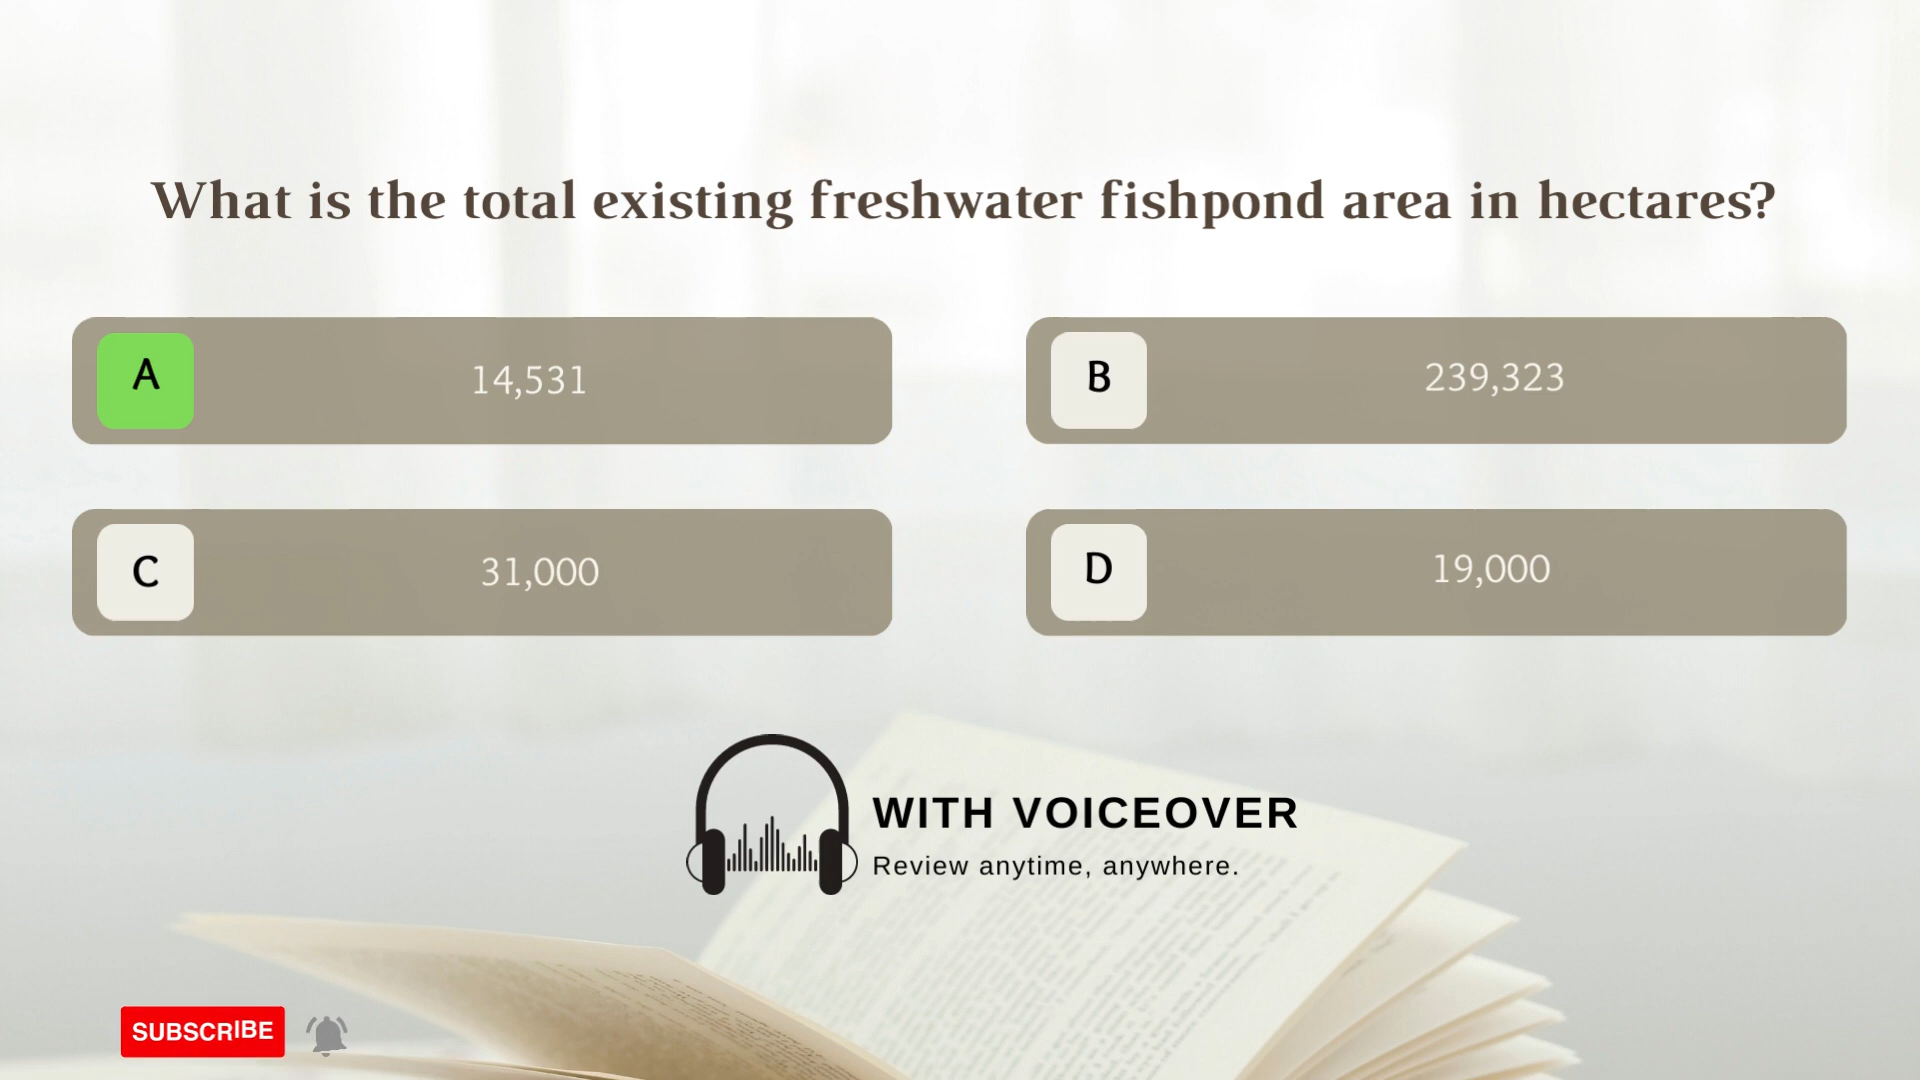 What is the total existing freshwater fishpond area in hectares?
A 14,531
B 239,323
C 31,000
D 19,000
WITH VOICEOVER
Review anytime, anywhere.
SUBSCRIBE